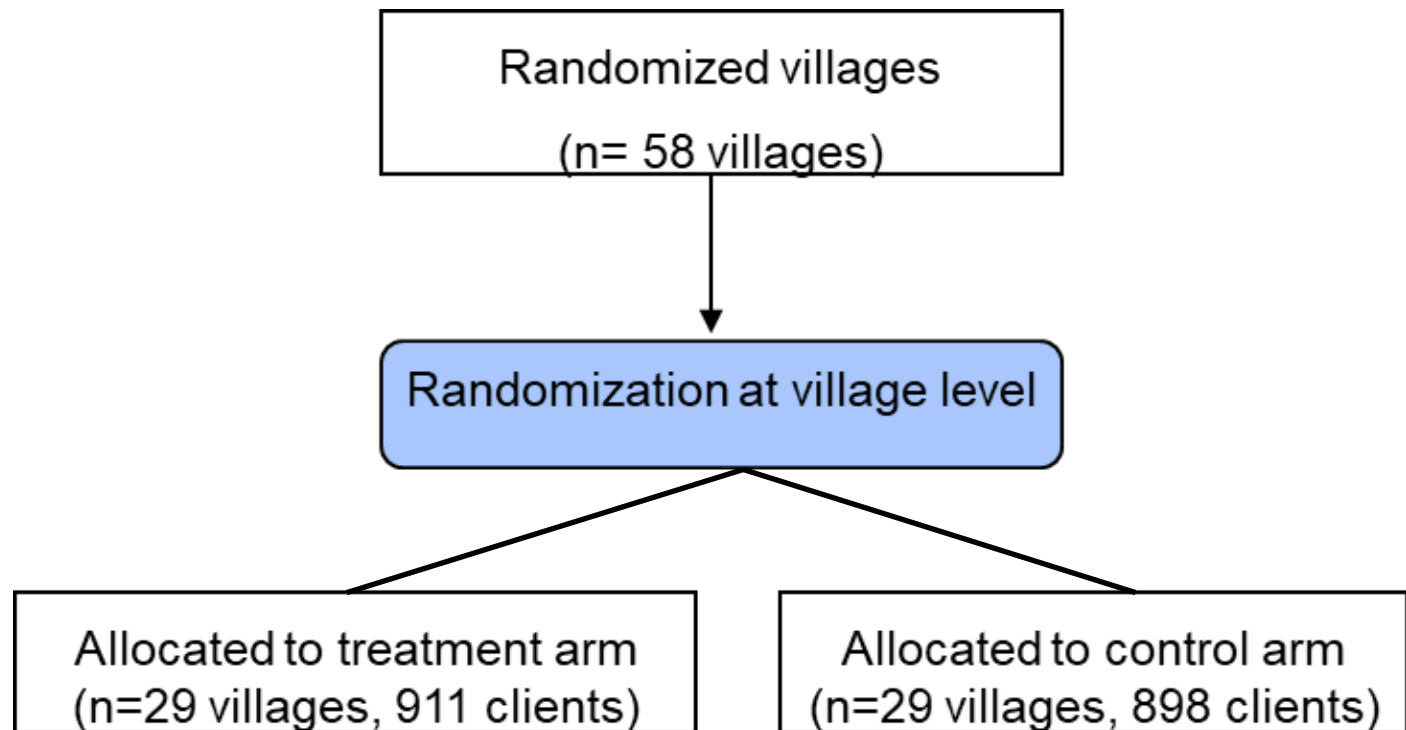 Randomized villages
(n= 58 villages)
Randomization at village level
Allocated to treatment arm
(n=29 villages, 911 clients)
Allocated to control arm
(n=29 villages, 898 clients)